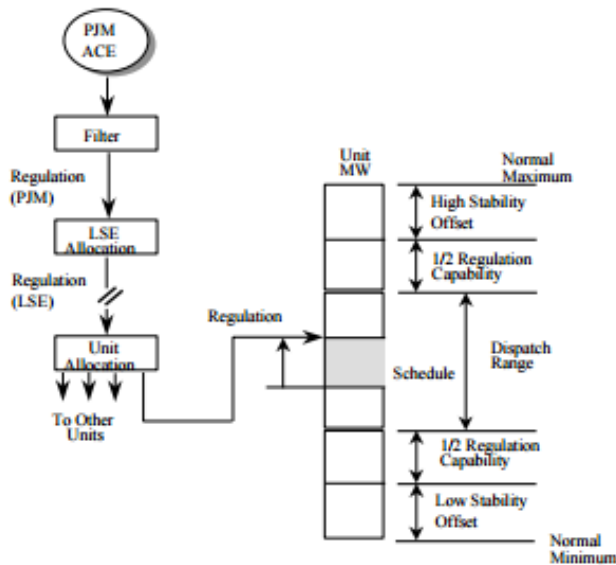 PJM
ACE
Filter
Regulation
(PJM)
LSE
Allocation
Regulation
(LSE)
Unit
Allocation
To Other
Units
Regulation
Unit
MW
Normal
Maximum
High Stability
Offset
1/2 Regulation
Capability
Dispatch
Range
Schedule
1/2 Regulation
Capability
Low Stability
Offset
Normal
Minimum